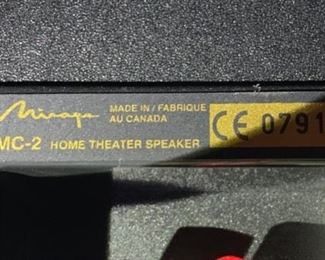 Mirage
MADE IN / FABRIQUE
AU CANADA
MC-2 HOME THEATER SPEAKER
CE 0791